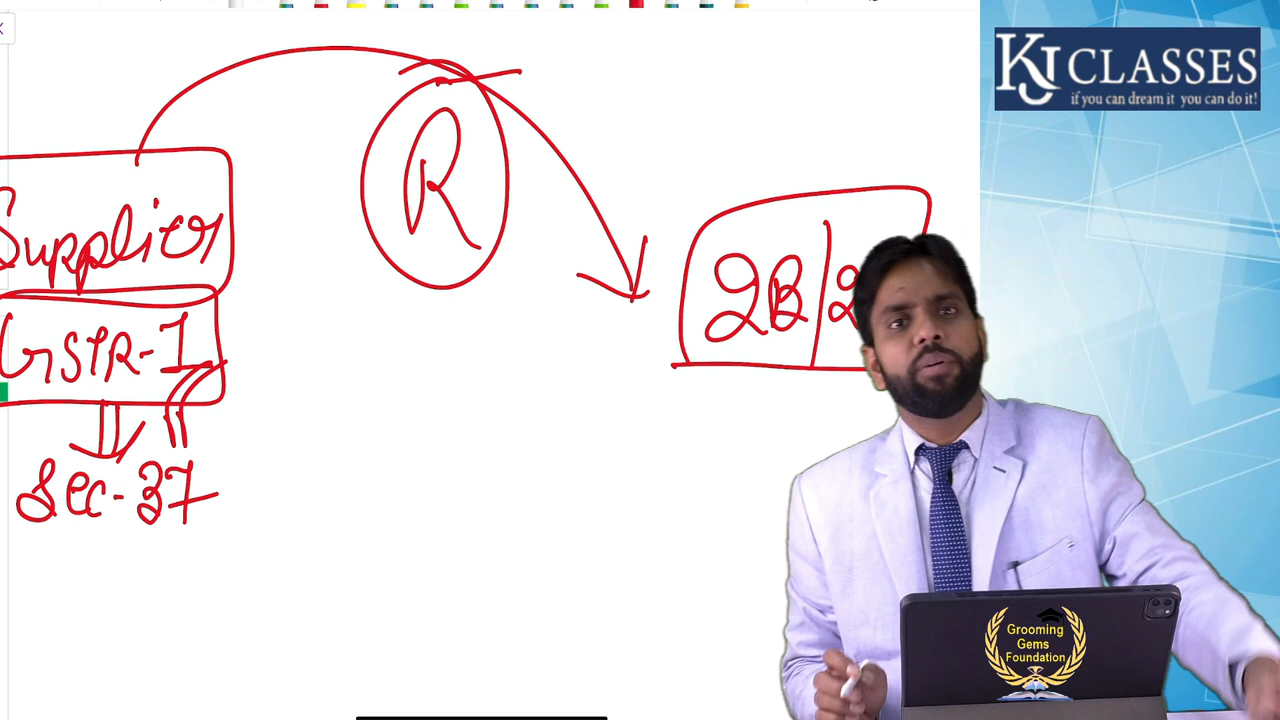 KJ CLASSES
if you can dream it you can do it!
R
Supplier
2B/2
GSTR-1
Sec-37
Grooming
Gems
Foundation